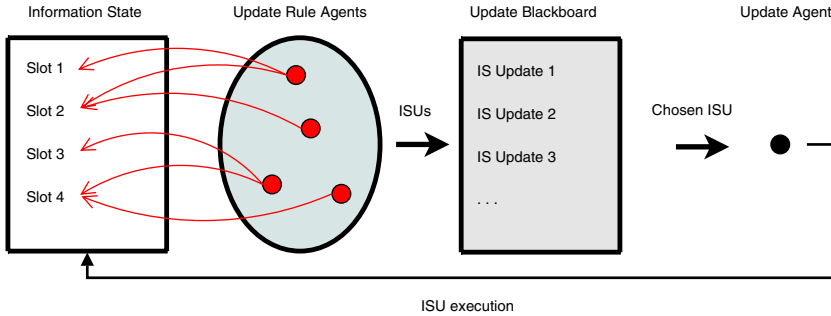 Information State
Update Rule Agents
Update Blackboard
Update Agent
Slot 1
Slot 2
Slot 3
Slot 4
ISUs
IS Update 1
IS Update 2
IS Update 3
. . .
Chosen ISU
ISU execution